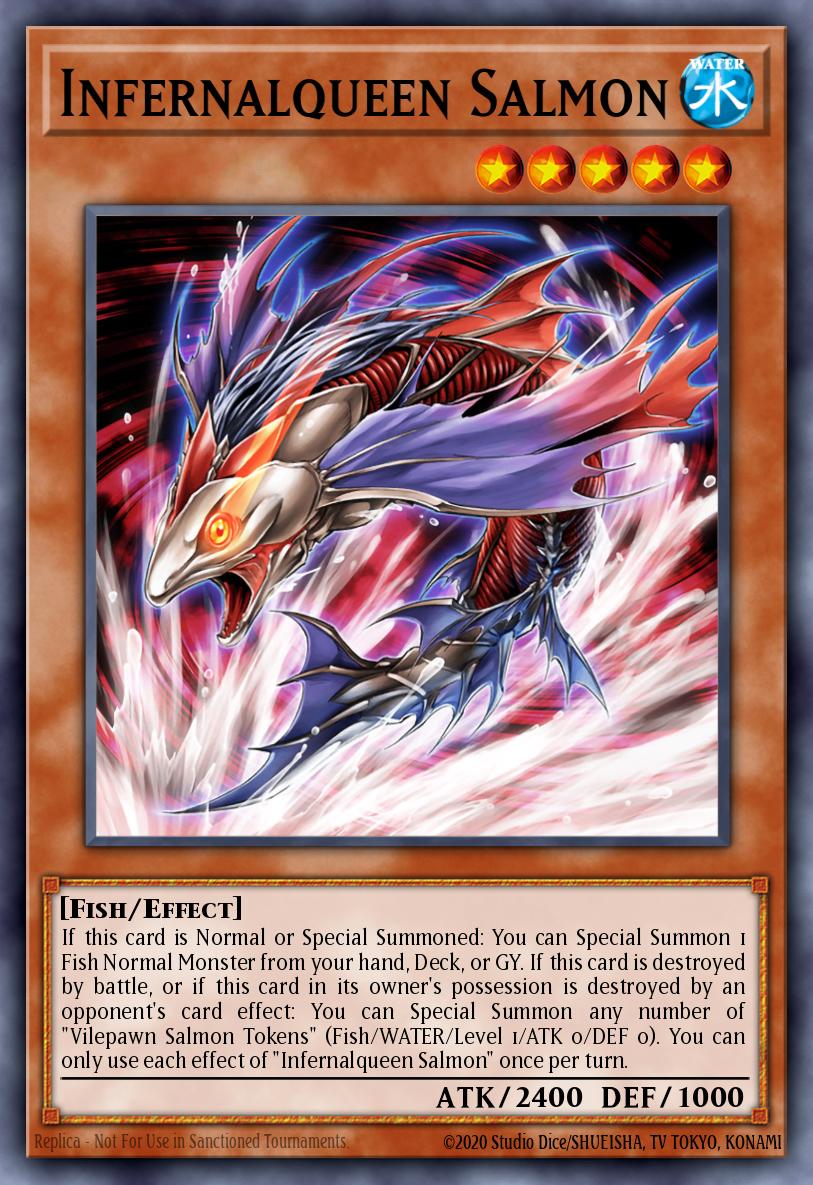 Infernalqueen Salmon
WATER
水
[Fish/Effect]
If this card is Normal or Special Summoned: You can Special Summon 1
Fish Normal Monster from your hand, Deck, or GY. If this card is destroyed
by battle, or if this card in its owner's possession is destroyed by an
opponent's card effect: You can Special Summon any number of
"Vilepawn Salmon Tokens" (Fish/WATER/Level 1/ATK 0/DEF 0). You can
only use each effect of "Infernalqueen Salmon" once per turn.
ATK/2400 DEF/1000
Replica - Not For Use in Sanctioned Tournaments.
©2020 Studio Dice/SHUEISHA, TV TOKYO, KONAMI